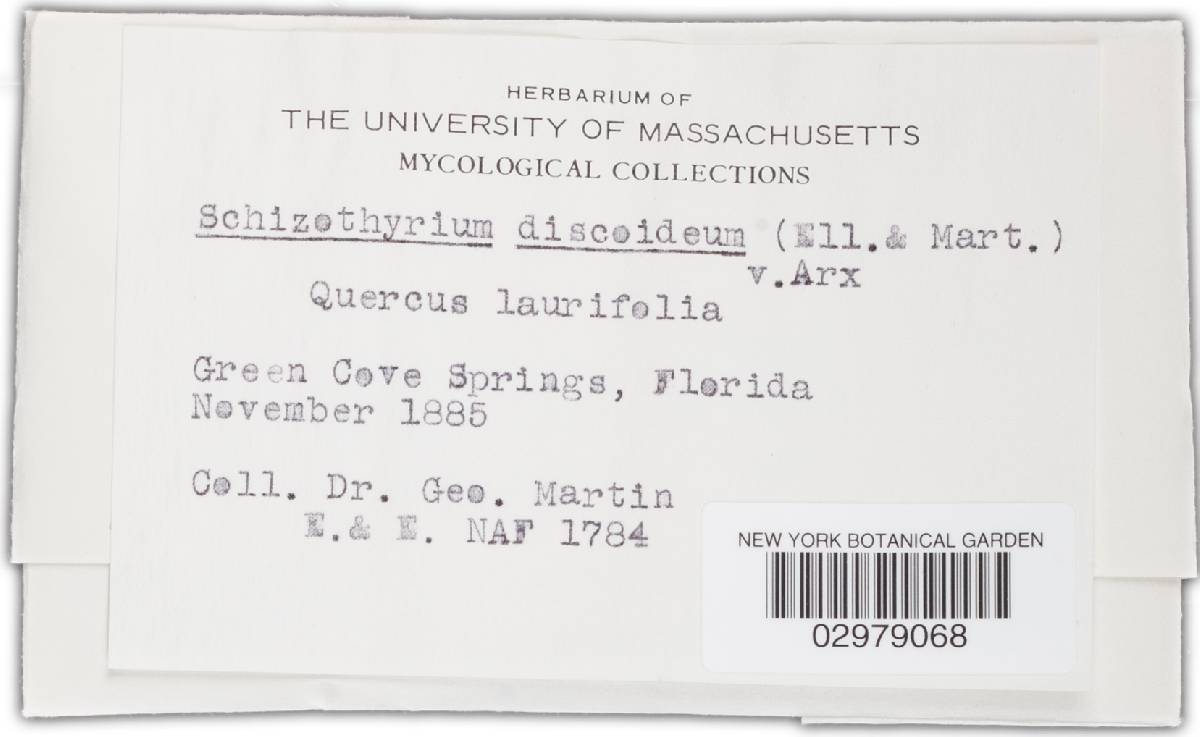 HERBARIUM OF
THE UNIVERSITY OF MASSACHUSETTS
MYCOLOGICAL COLLECTIONS
Schizothyrium discoideum (Ell.& Mart.)
v.Arx
Quercus laurifolia
Green Cove Springs, Florida
November 1885
Coll. Dr. Geo. Martin
E.& E. NAF 1784
NEW YORK BOTANICAL GARDEN
02979068